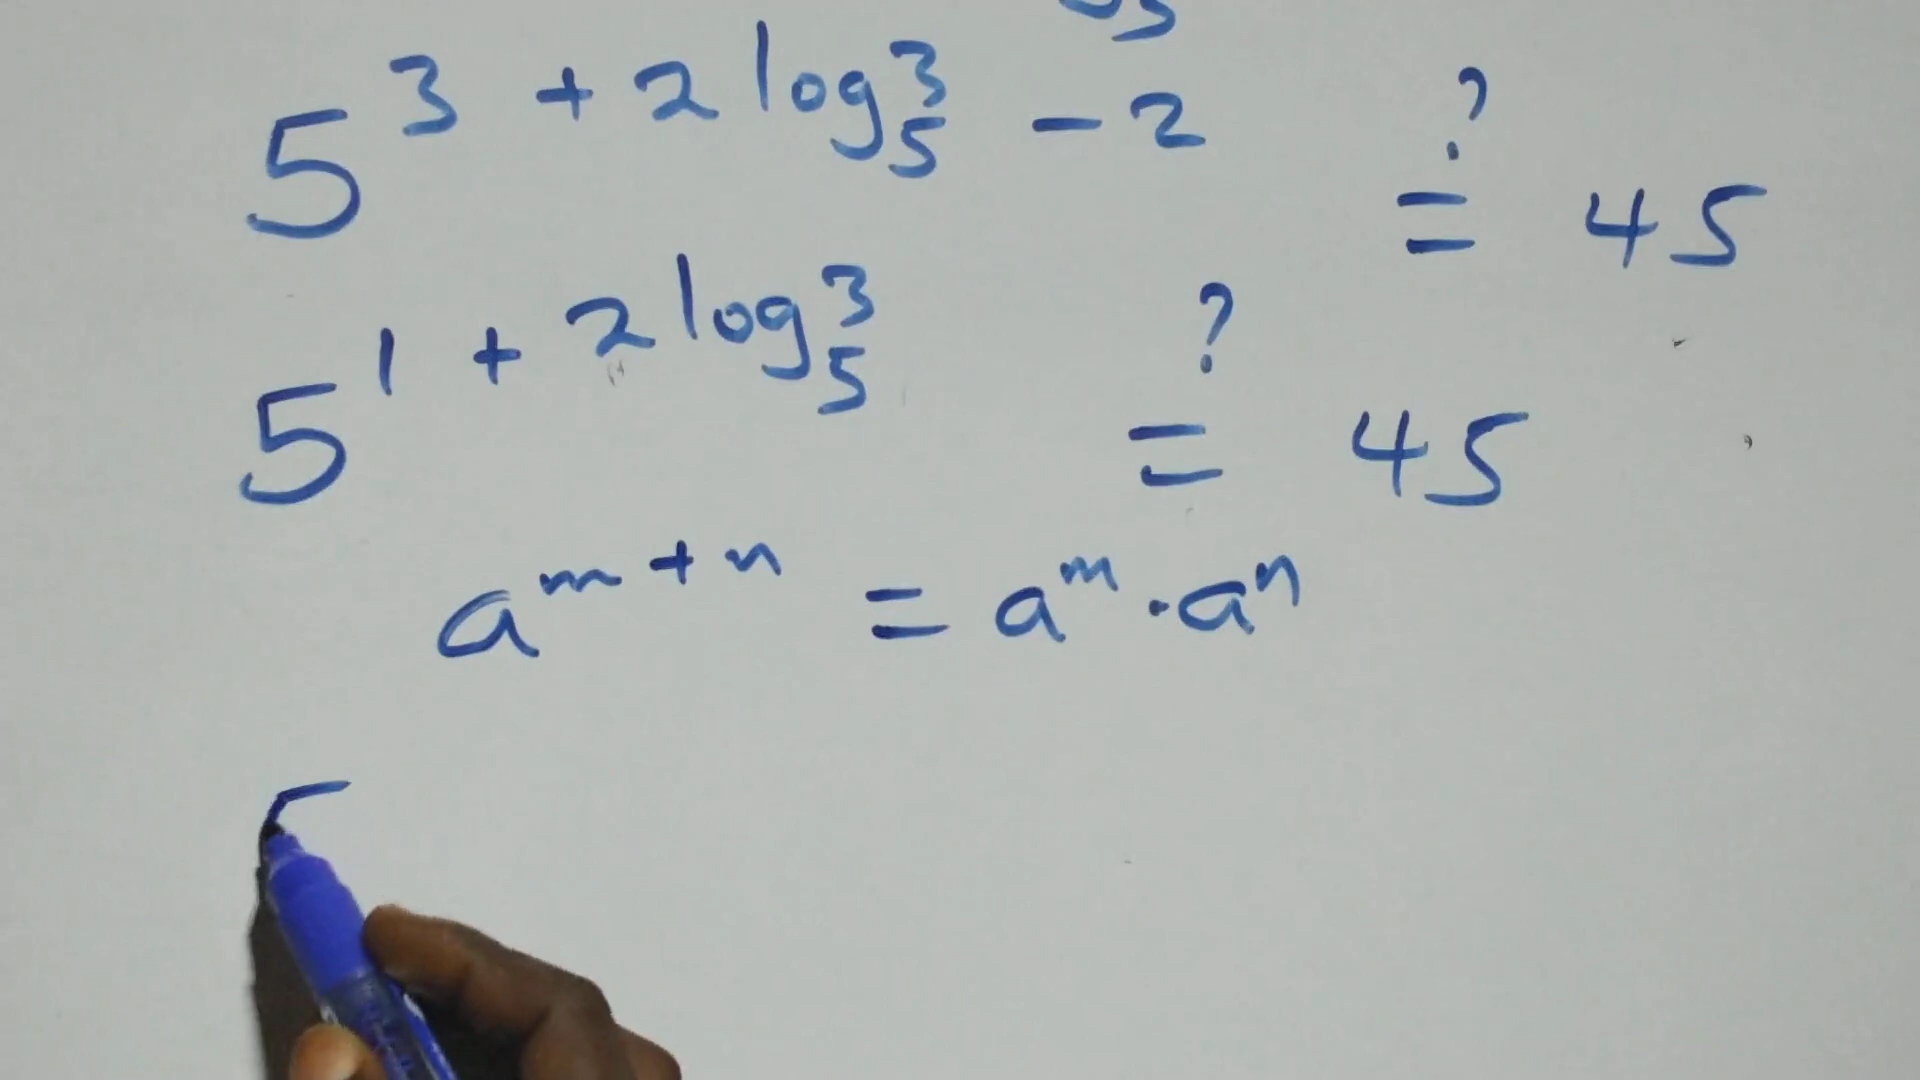 5^{3 + 2 log_5^3 - 2} ?= 45
5^{1 + 2 log_5^3} ?= 45
a^{m + n} = a^m · a^n
5